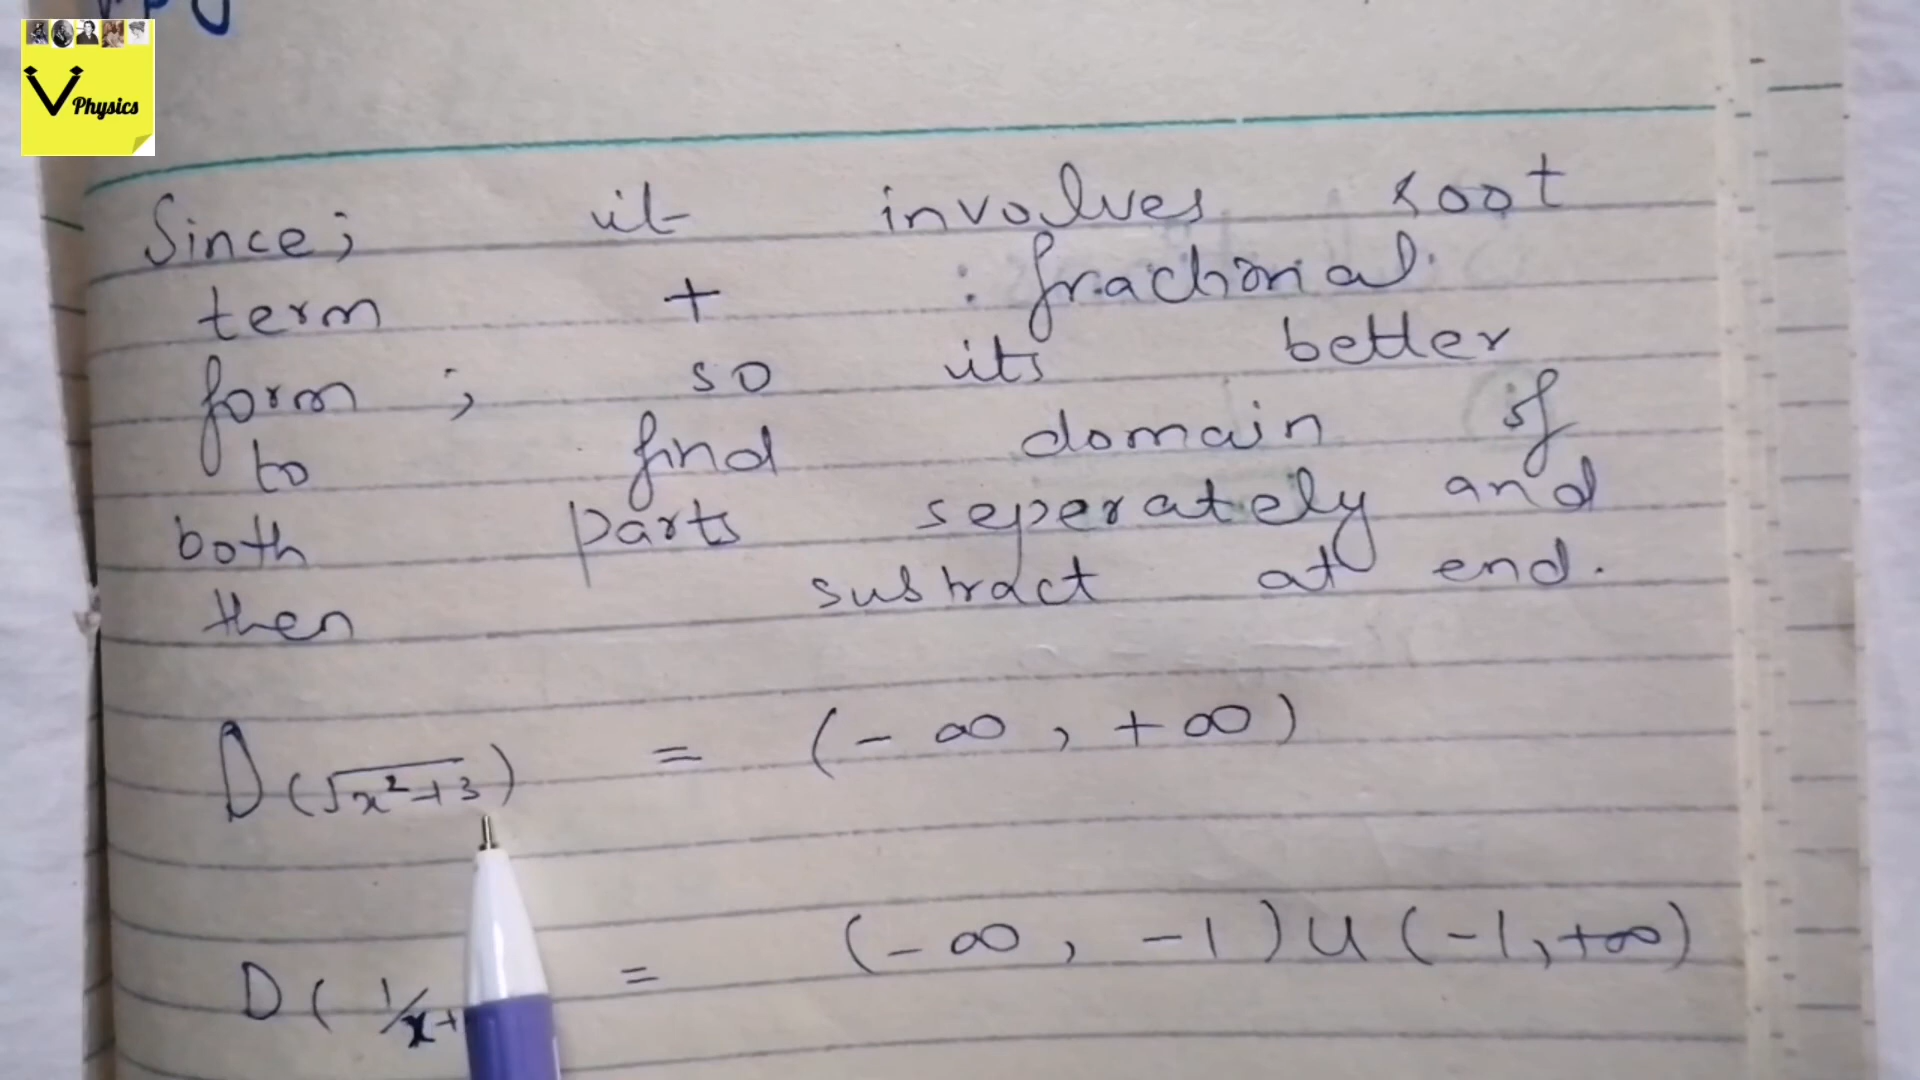 V Physics
Since; it involves root
term + fractional
form; so its better
to find domain of
both parts seperately and
then substract at end.
D(√x²+3) = (-∞, +∞)
D(1/x+ = (-∞, -1) U (-1, +∞)